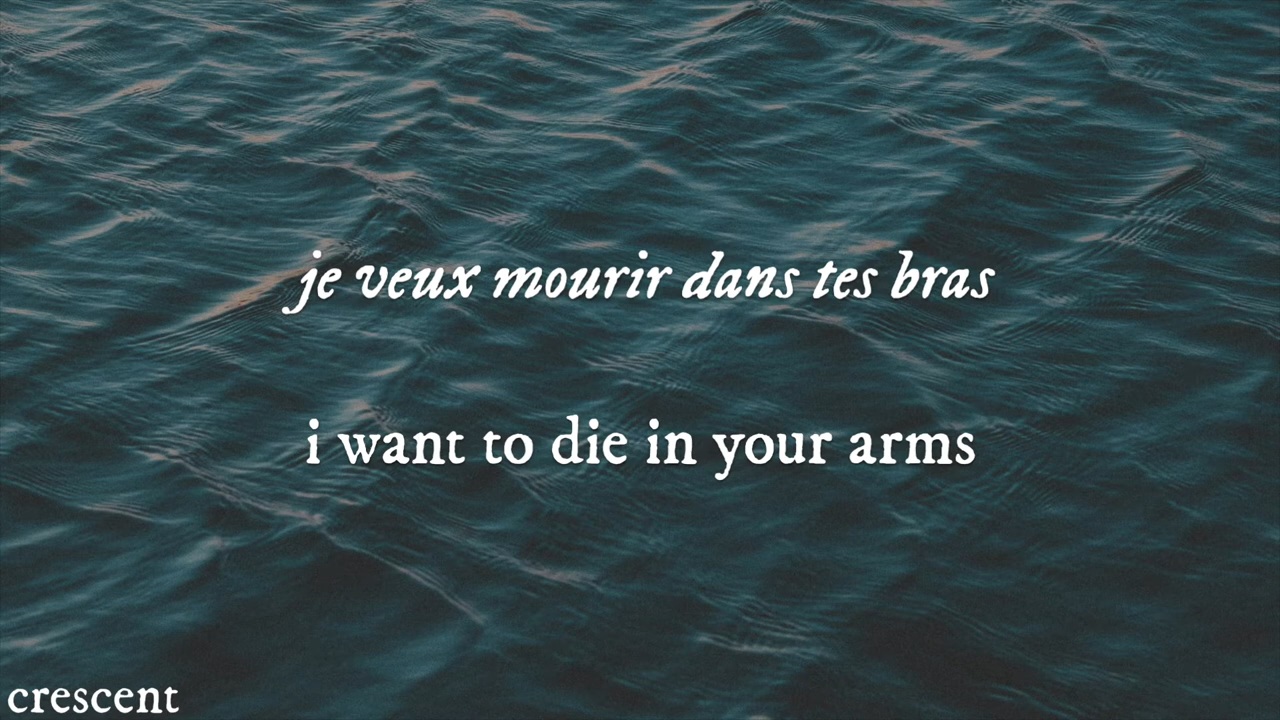 je veux mourir dans tes bras
i want to die in your arms
crescent